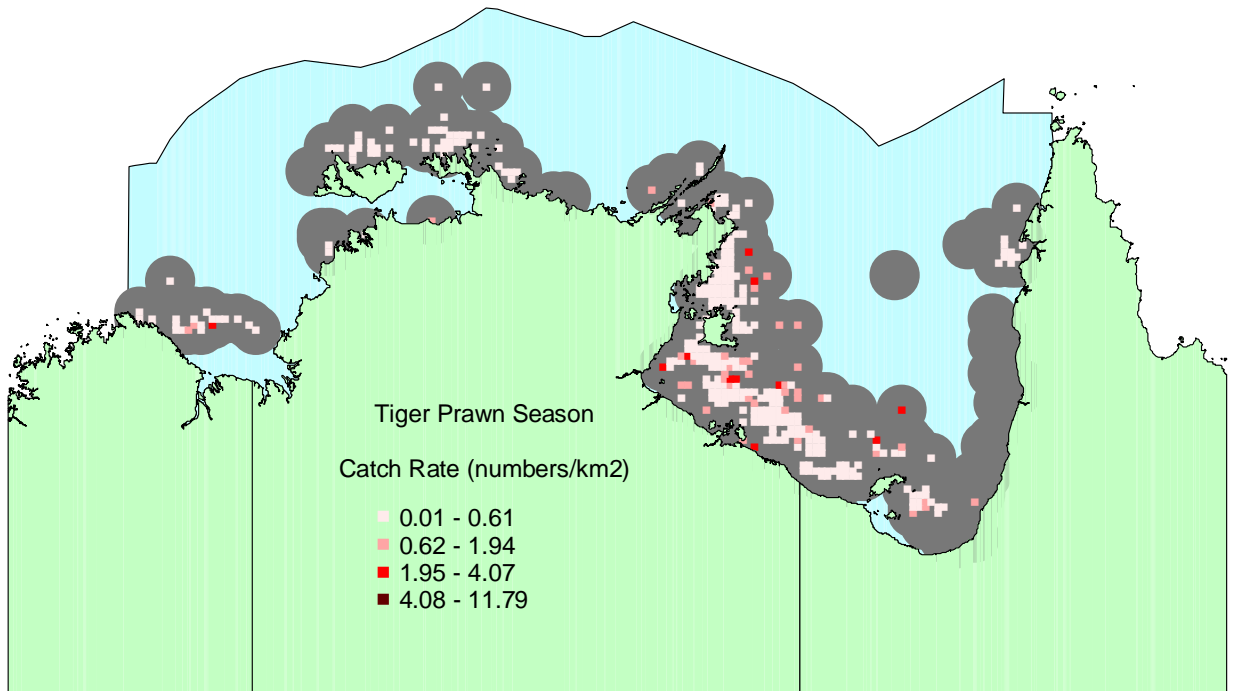 Tiger Prawn Season
Catch Rate (numbers/km2)
0.01 - 0.61
0.62 - 1.94
1.95 - 4.07
4.08 - 11.79